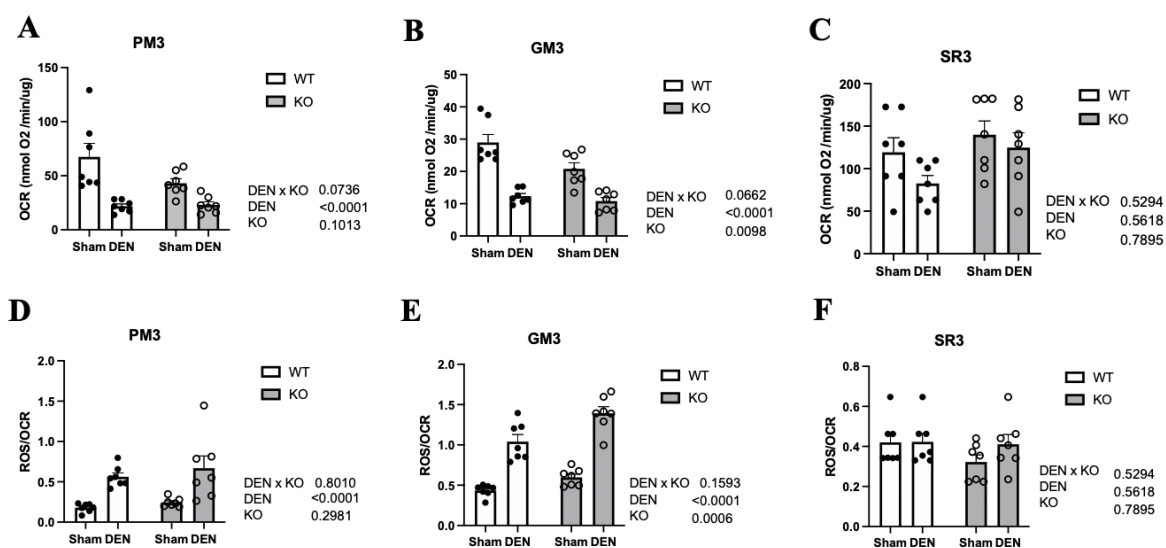 A
PM3
OCR (nmol O2 /min/ug)
150
100
50
0
Sham DEN
Sham DEN
WT
KO
DEN x KO 0.0736
DEN <0.0001
KO 0.1013
B
GM3
OCR (nmol O2 /min/ug)
50
40
30
20
10
0
Sham DEN
Sham DEN
WT
KO
DEN x KO 0.0662
DEN <0.0001
KO 0.0098
C
SR3
OCR (nmol O2 /min/ug)
200
150
100
50
0
Sham DEN
Sham DEN
WT
KO
DEN x KO 0.5294
DEN 0.5618
KO 0.7895
D
PM3
ROS/OCR
2.0
1.5
1.0
0.5
0.0
Sham DEN
Sham DEN
WT
KO
DEN x KO 0.8010
DEN <0.0001
KO 0.2981
E
GM3
ROS/OCR
2.0
1.5
1.0
0.5
0.0
Sham DEN
Sham DEN
WT
KO
DEN x KO 0.1593
DEN <0.0001
KO 0.0006
F
SR3
ROS/OCR
0.8
0.6
0.4
0.2
0.0
Sham DEN
Sham DEN
WT
KO
DEN x KO 0.5294
DEN 0.5618
KO 0.7895